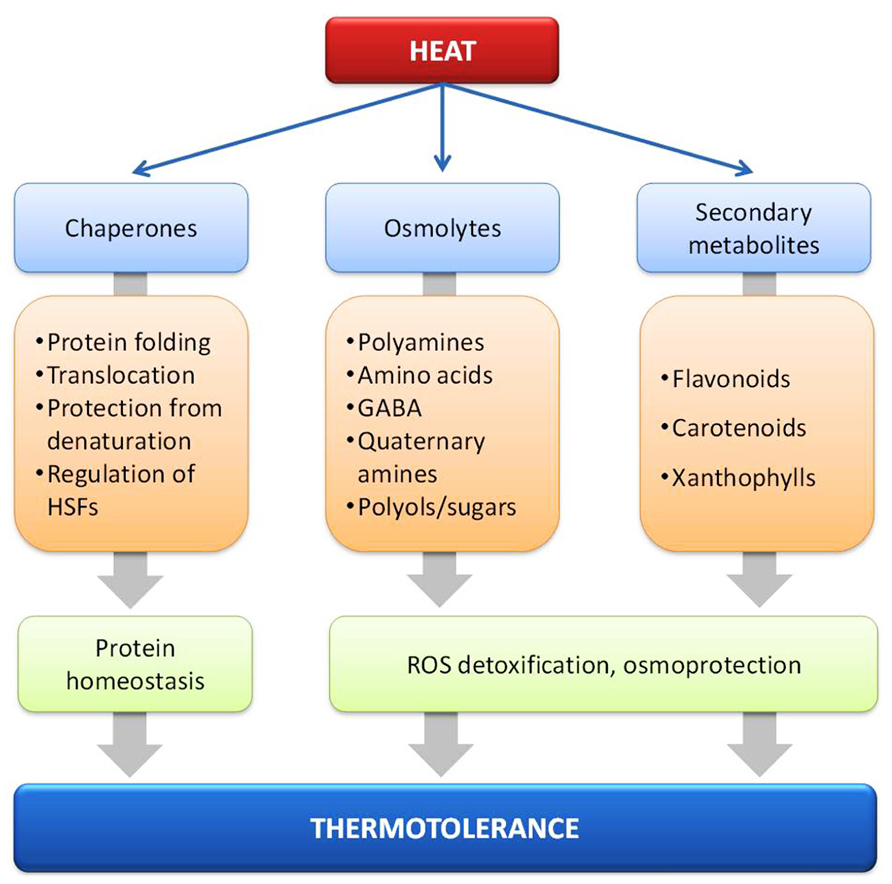 HEAT
Chaperones
Osmolytes
Secondary
metabolites
•Protein folding
•Translocation
•Protection from
denaturation
•Regulation of
HSFs
•Polyamines
•Amino acids
•GABA
•Quaternary
amines
•Polyols/sugars
•Flavonoids
•Carotenoids
•Xanthophylls
Protein
homeostasis
ROS detoxification, osmoprotection
THERMOTOLERANCE